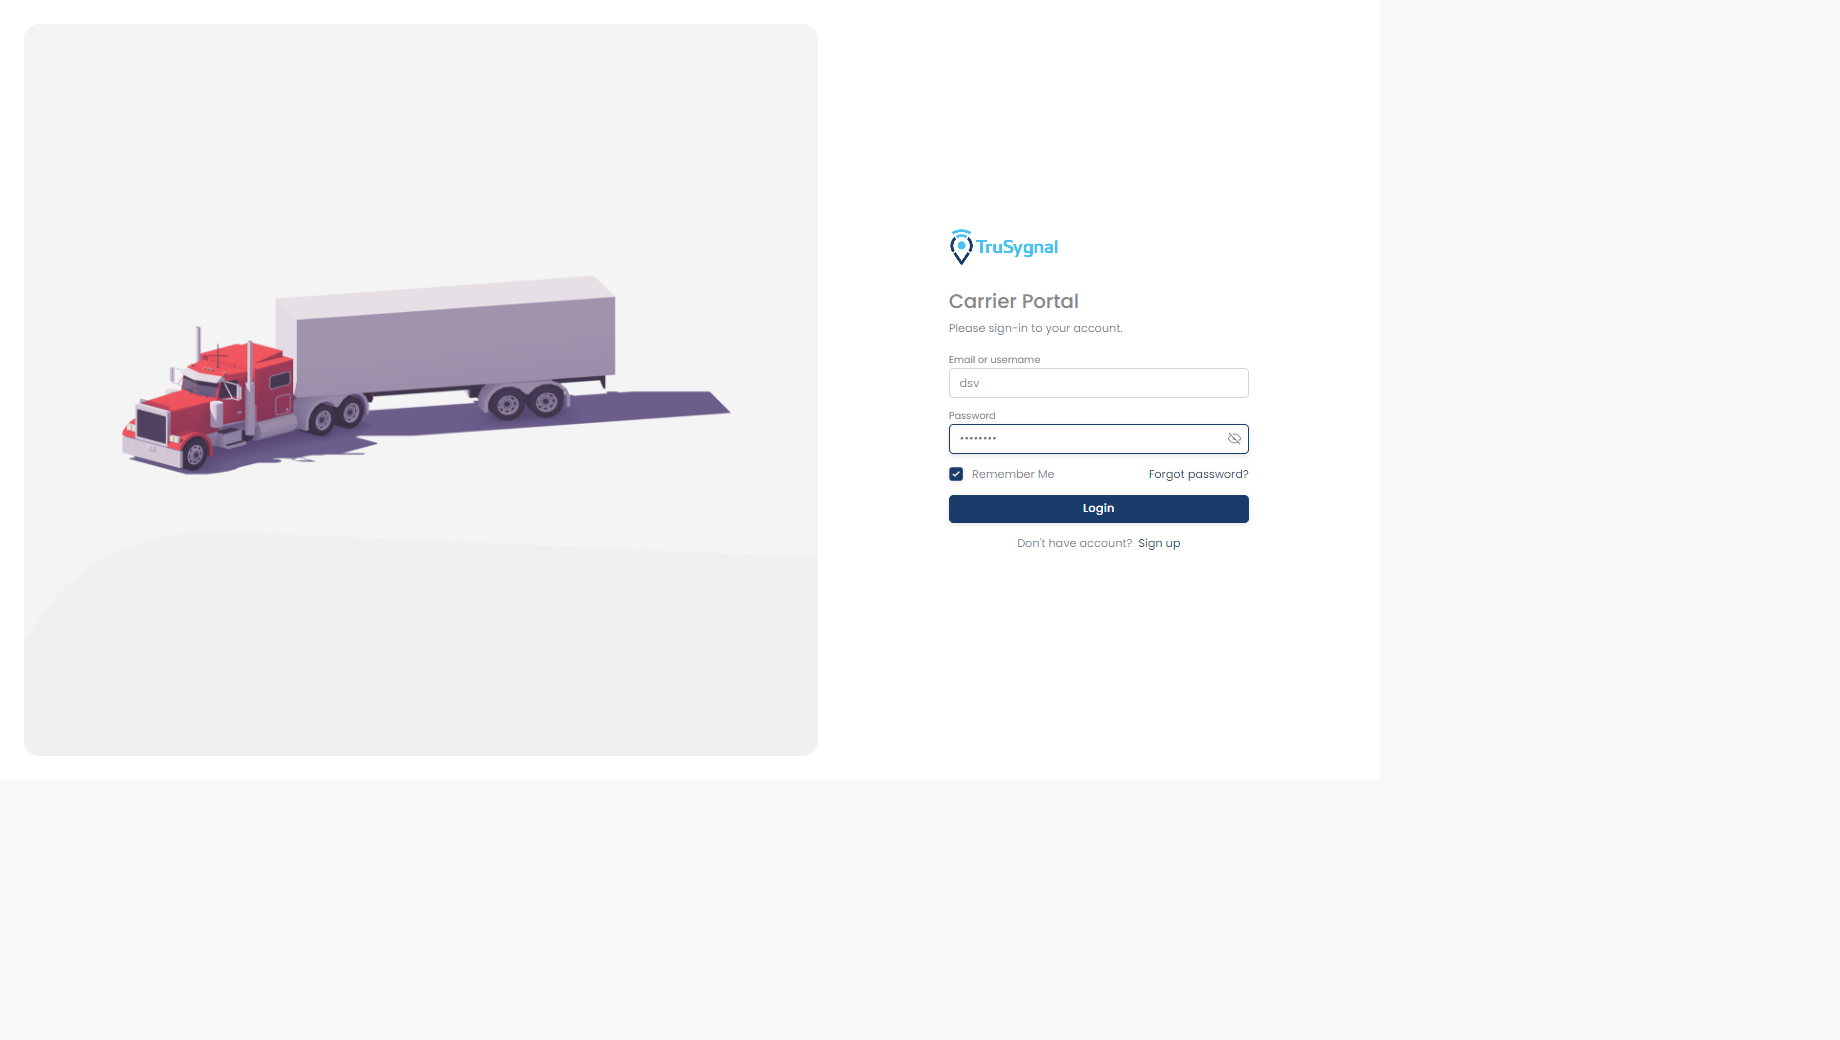 TruSygnal
Carrier Portal
Please sign-in to your account.
Email or username
dsv
Password
••••••••
Remember Me
Forgot password?
Login
Don't have account? Sign up